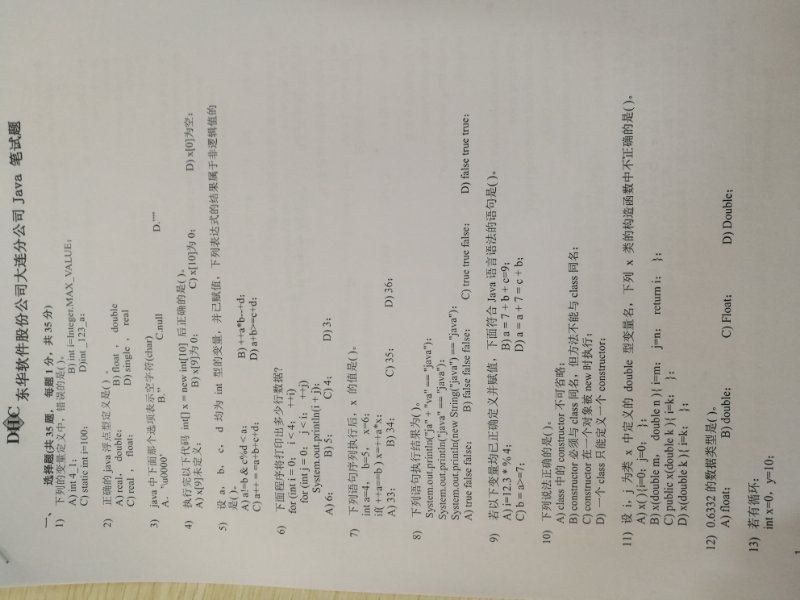 DHC 东华软件股份公司大连分公司 Java 笔试题
一、 选择题(共 35 题， 每题 1 分，共 35 分)
1) 下列的变量定义中，错误的是( )。
A) int 4_1; B) int i=Integer.MAX_VALUE;
C) static int i=100; D)int _123_a;
2) 正确的 java 浮点型定义是( ) 。
A) real， double; B) float ， double
C) real ， float; D) single ， real
3) java 中下面那个选项表示空字符(char)
A. '\u0000' B. '' C.null D.""
4) 执行完以下代码 int[] x = new int[10] 后正确的是( )。
A) x[9]未定义; B) x[9]为 0; C) x[10]为 0; D) x[0]为空;
5) 设 a、 b、 c、 d 均为 int 型的变量，并已赋值，下列表达式的结果属于非逻辑值的
是( )。
A) a!=b & c%d < a; B) ++a*b--+d;
C) a++ = =a+b+c+d; D) a+b>=c+d;
6) 下面程序将打印出多少行数据?
for (int i = 0; i < 4; ++i)
for (int j = 0; j < i; ++j)
System.out.println(i + j);
A) 6; B) 5; C) 4; D) 3;
7) 下列语句序列执行后，x 的值是( )。
int a=4, b=5, x=6;
if( ++a==b ) x=++a*x;
A) 33; B) 34; C) 35; D) 36;
8) 下列语句执行结果为( )。
System.out.println("ja" + "va" == "java");
System.out.println("java" == "java");
System.out.println(new String("java") == "java");
A) true false false; B) false false false; C) true true false; D) false true true;
9) 若以下变量均已正确定义并赋值，下面符合 Java 语言语法的语句是( )。
A) i=12.3 * % 4; B) a = 7 + b + c=9;
C) b = a>=7; D) a = a + 7 = c + b;
10) 下列说法正确的是( )。
A) class 中的 constructor 不可省略;
B) constructor 必须与 class 同名，但方法不能与 class 同名;
C) constructor 在一个对象被 new 时执行;
D) 一个 class 只能定义一个 constructor;
11) 设 i，j 为类 x 中定义的 double 型变量名，下列 x 类的构造函数中不正确的是( )。
A) x( ){i=0; j=0; };
B) x(double m， double n ){ i=m; j=n; return i; };
C) public x(double k ){ i=k; };
D) x(double k ){ i=k; };
12) 0.6332 的数据类型是( )。
A) float; B) double; C) Float; D) Double;
13) 若有循环:
int x=0, y=10;
1